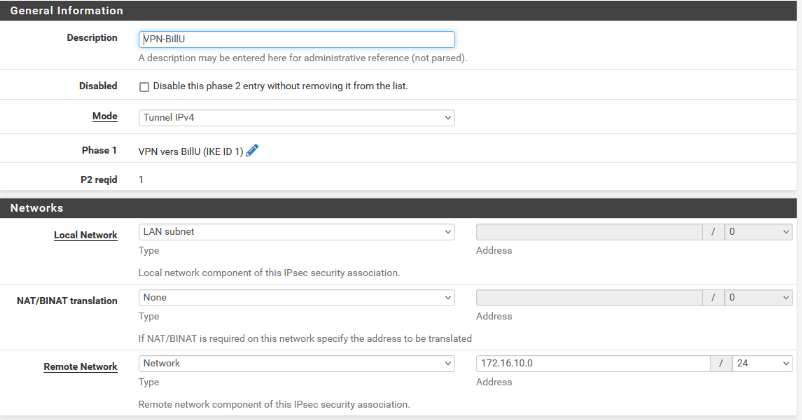 General Information
Description VPN-BillU
A description may be entered here for administrative reference (not parsed).
Disabled Disable this phase 2 entry without removing it from the list.
Mode Tunnel IPv4
Phase 1 VPN vers BillU (IKE ID 1)
P2 reqid 1
Networks
Local Network LAN subnet / 0
Type Address
Local network component of this IPsec security association.
NAT/BINAT translation None / 0
Type Address
If NAT/BINAT is required on this network specify the address to be translated
Remote Network Network 172.16.10.0 / 24
Type Address
Remote network component of this IPsec security association.